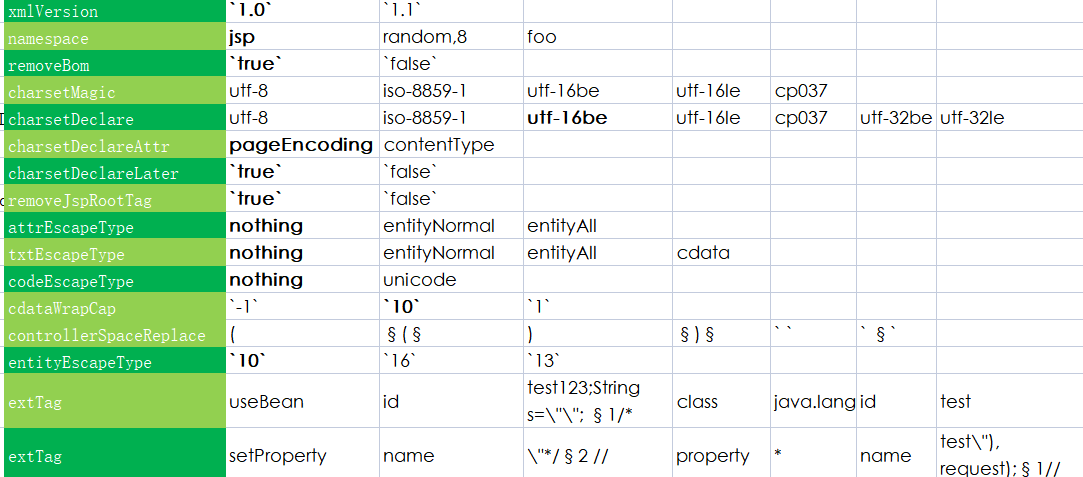 xmlVersion `1.0` `1.1`
namespace jsp random,8 foo
removeBom `true` `false`
charsetMagic utf-8 iso-8859-1 utf-16be utf-16le cp037
charsetDeclare utf-8 iso-8859-1 utf-16be utf-16le cp037 utf-32be utf-32le
charsetDeclareAttr pageEncoding contentType
charsetDeclareLater `true` `false`
removeJspRootTag `true` `false`
attrEscapeType nothing entityNormal entityAll
txtEscapeType nothing entityNormal entityAll cdata
codeEscapeType nothing unicode
cdataWrapCap `-1` `10` `1`
controllerSpaceReplace ( §(§ ) §)§ ` ` ` §`
entityEscapeType `10` `16` `13`
extTag useBean id test123;String s=\"\"; §1/* class java.lang id test
extTag setProperty name \"*/§2 // property * name test\"), request);§1//